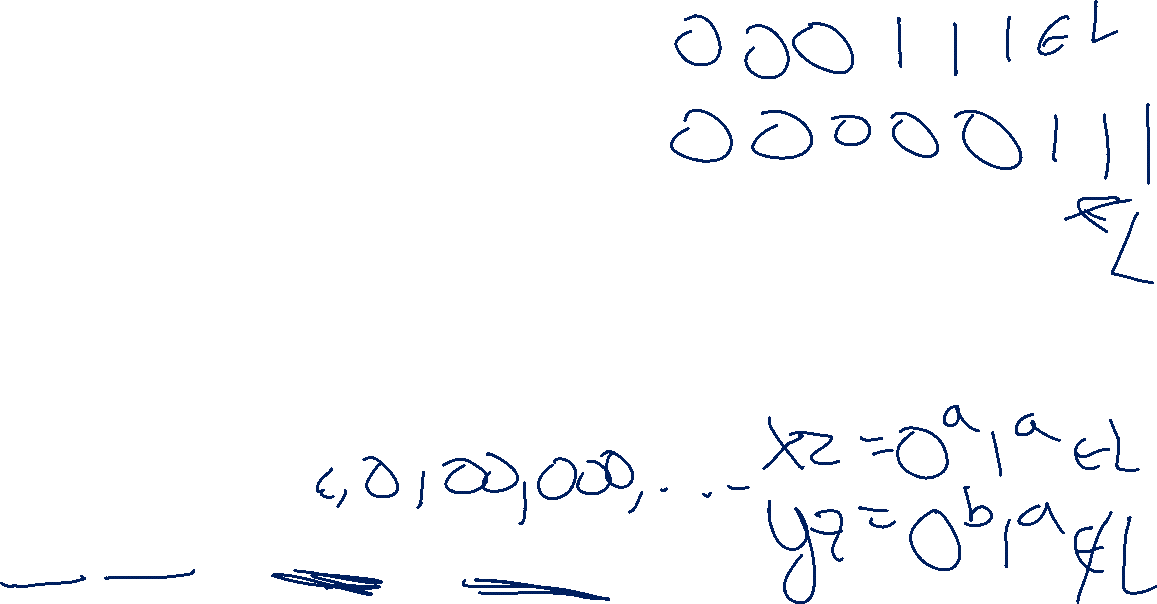 000111 ∈ L
00000111
∉ L
ε, 0, 00, 000, ...
xz = 0^a 1^a ∈ L
yz = 0^b 1^a ∉ L